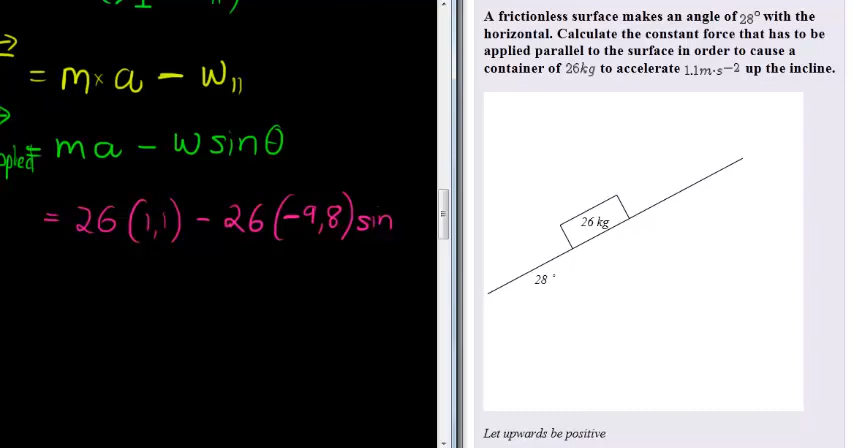 = m × a − W||
= ma − w sinθ
= 26(1,1) − 26(−9,8) sin
A frictionless surface makes an angle of 28° with the
horizontal. Calculate the constant force that has to be
applied parallel to the surface in order to cause a
container of 26kg to accelerate 1.1m·s−2 up the incline.
26 kg
28 °
Let upwards be positive